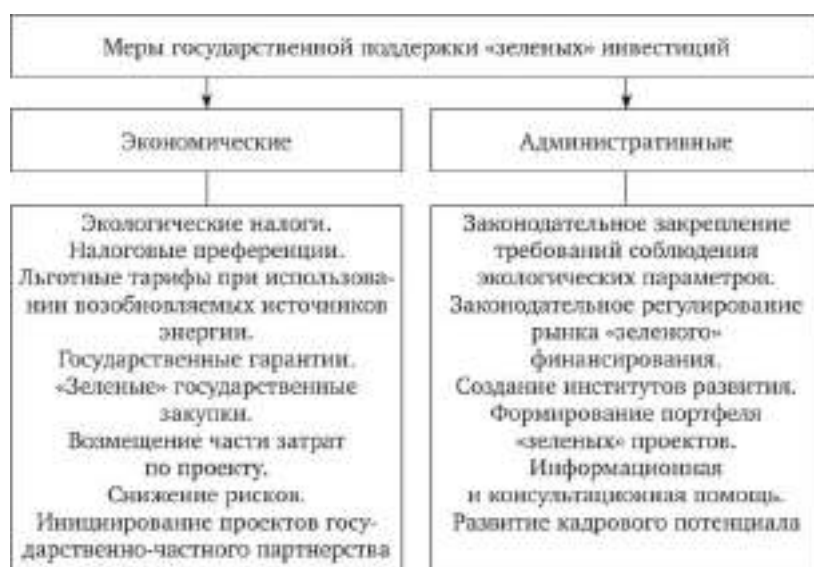 Меры государственной поддержки «зеленых» инвестиций
Экономические
Административные
Экологические налоги.
Налоговые преференции.
Льготные тарифы при использова-
нии возобновляемых источников
энергии.
Государственные гарантии.
«Зеленые» государственные
закупки.
Возмещение части затрат
по проекту.
Снижение рисков.
Инициирование проектов госу-
дарственно-частного партнерства
Законодательное закрепление
требований соблюдения
экологических параметров.
Законодательное регулирование
рынка «зеленого»
финансирования.
Создание институтов развития.
Формирование портфеля
«зеленых» проектов.
Информационная
и консультационная помощь.
Развитие кадрового потенциала